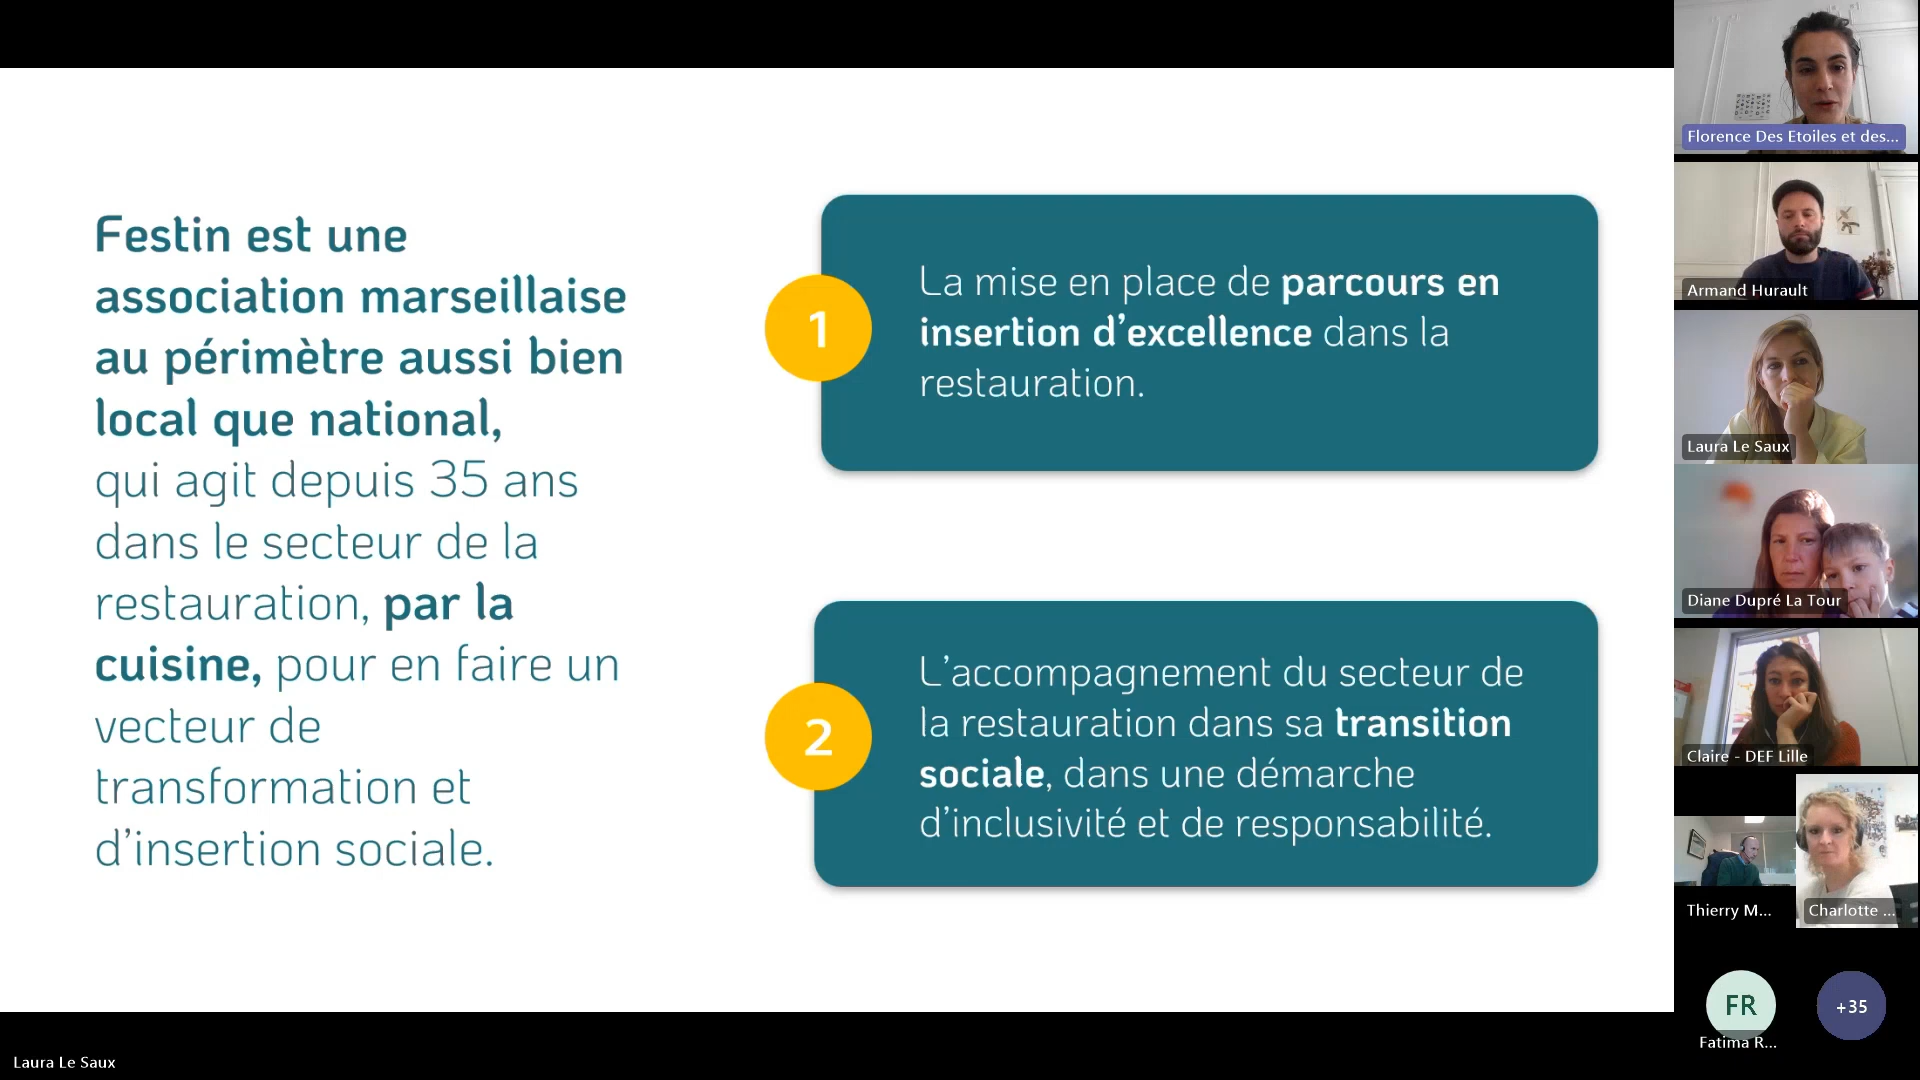 Festin est une
association marseillaise
au périmètre aussi bien
local que national,
qui agit depuis 35 ans
dans le secteur de la
restauration, par la
cuisine, pour en faire un
vecteur de
transformation et
d’insertion sociale.
1
La mise en place de parcours en
insertion d’excellence dans la
restauration.
2
L’accompagnement du secteur de
la restauration dans sa transition
sociale, dans une démarche
d’inclusivité et de responsabilité.
Florence Des Etoiles et des...
Armand Hurault
Laura Le Saux
Diane Dupré La Tour
Claire - DEF Lille
Thierry M...
Charlotte ...
FR
Fatima R...
+35
Laura Le Saux